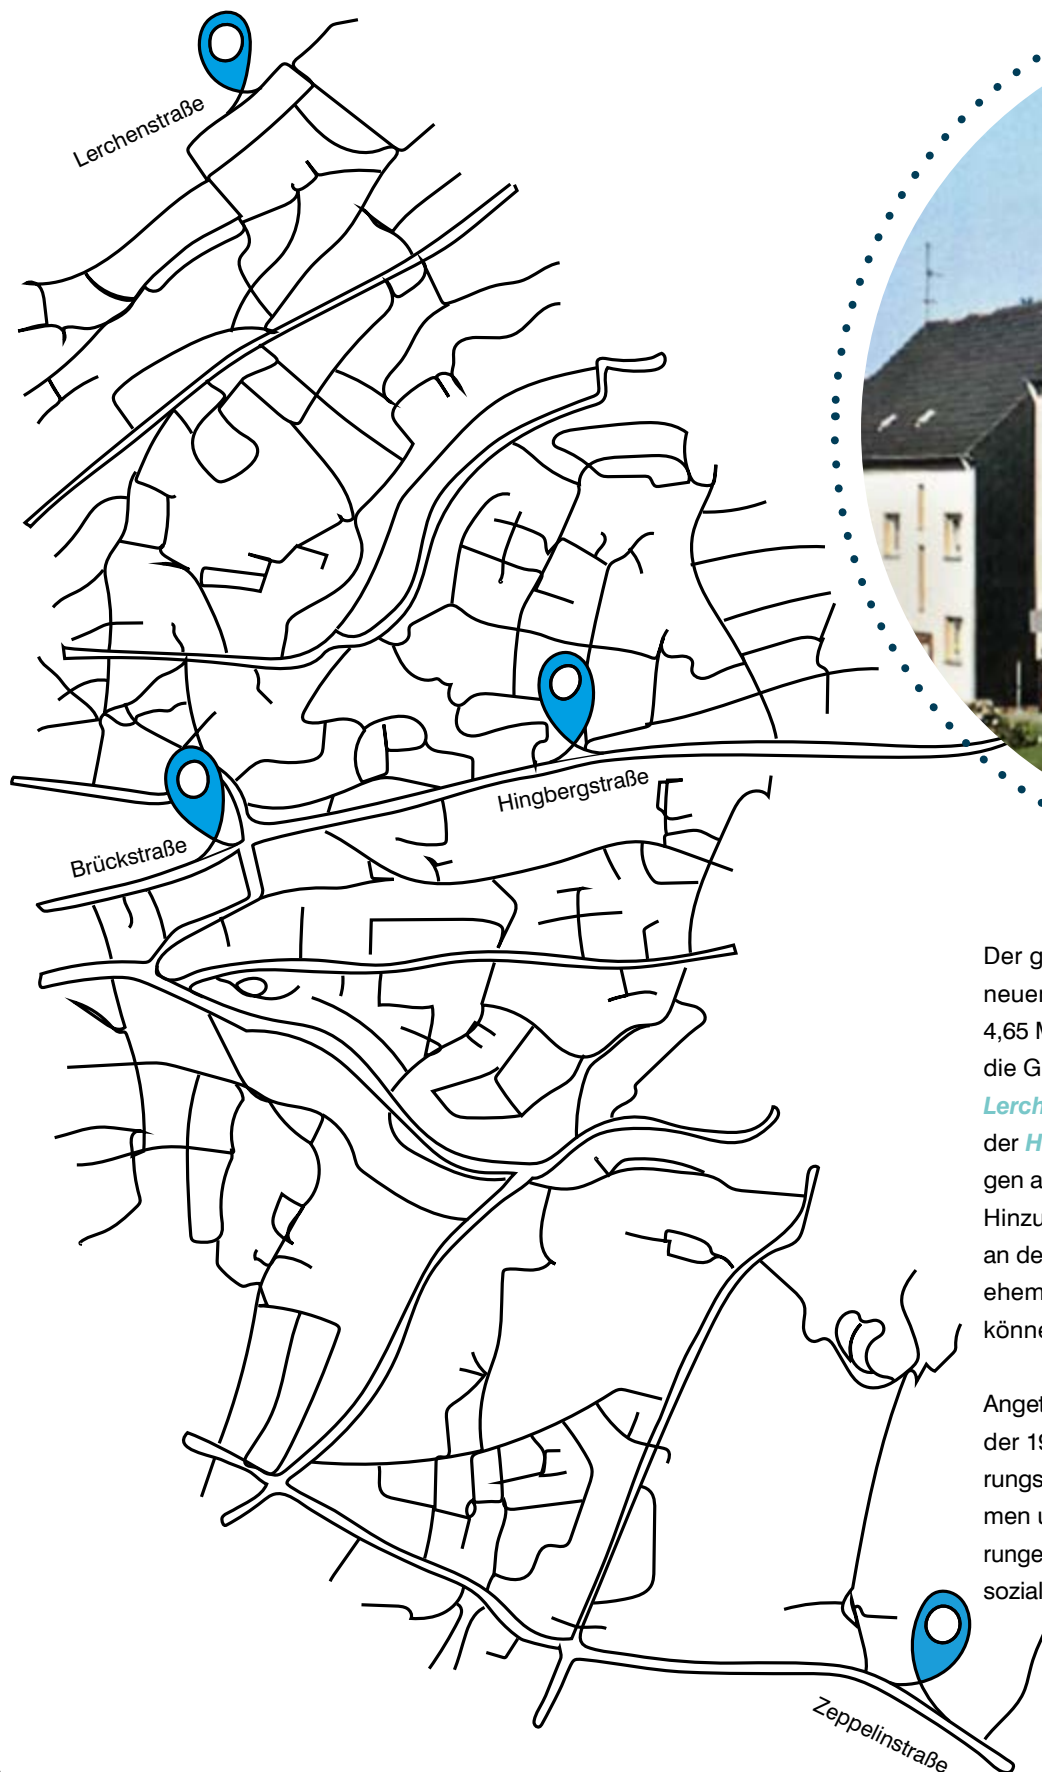 Lerchenstraße
Hingbergstraße
Brückstraße
Der g
neuer
4,65 M
die G
Lerch
der H
gen a
Hinzu
an de
ehem
könne
Anget
der 19
rungs
men u
runge
sozial
Zeppelinstraße